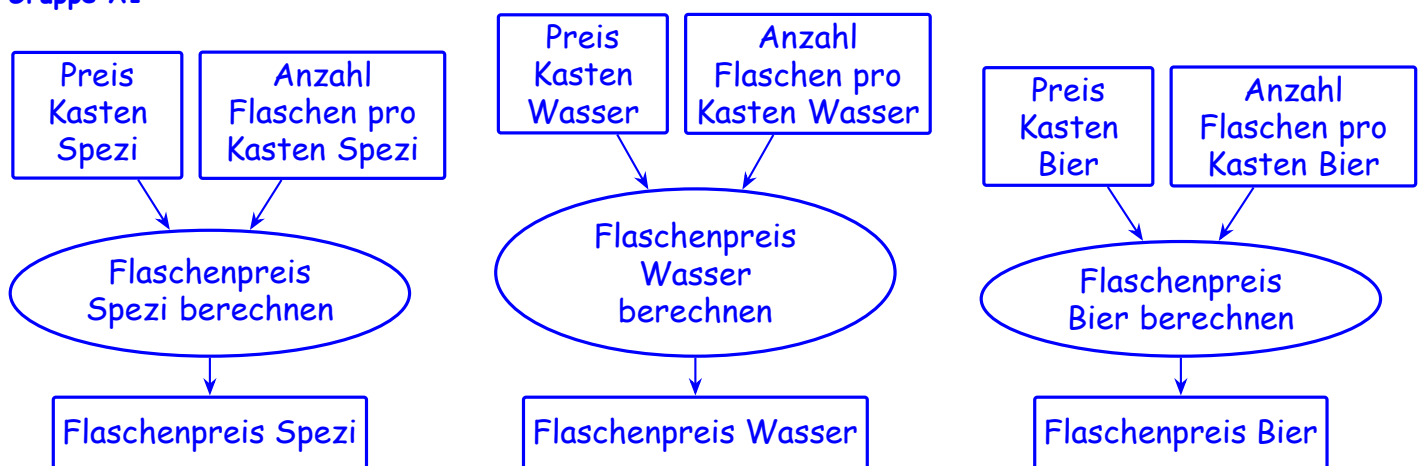 Preis
Kasten
Spezi
Anzahl
Flaschen pro
Kasten Spezi
Flaschenpreis
Spezi berechnen
Flaschenpreis Spezi
Preis
Kasten
Wasser
Anzahl
Flaschen pro
Kasten Wasser
Flaschenpreis
Wasser
berechnen
Flaschenpreis Wasser
Preis
Kasten
Bier
Anzahl
Flaschen pro
Kasten Bier
Flaschenpreis
Bier berechnen
Flaschenpreis Bier